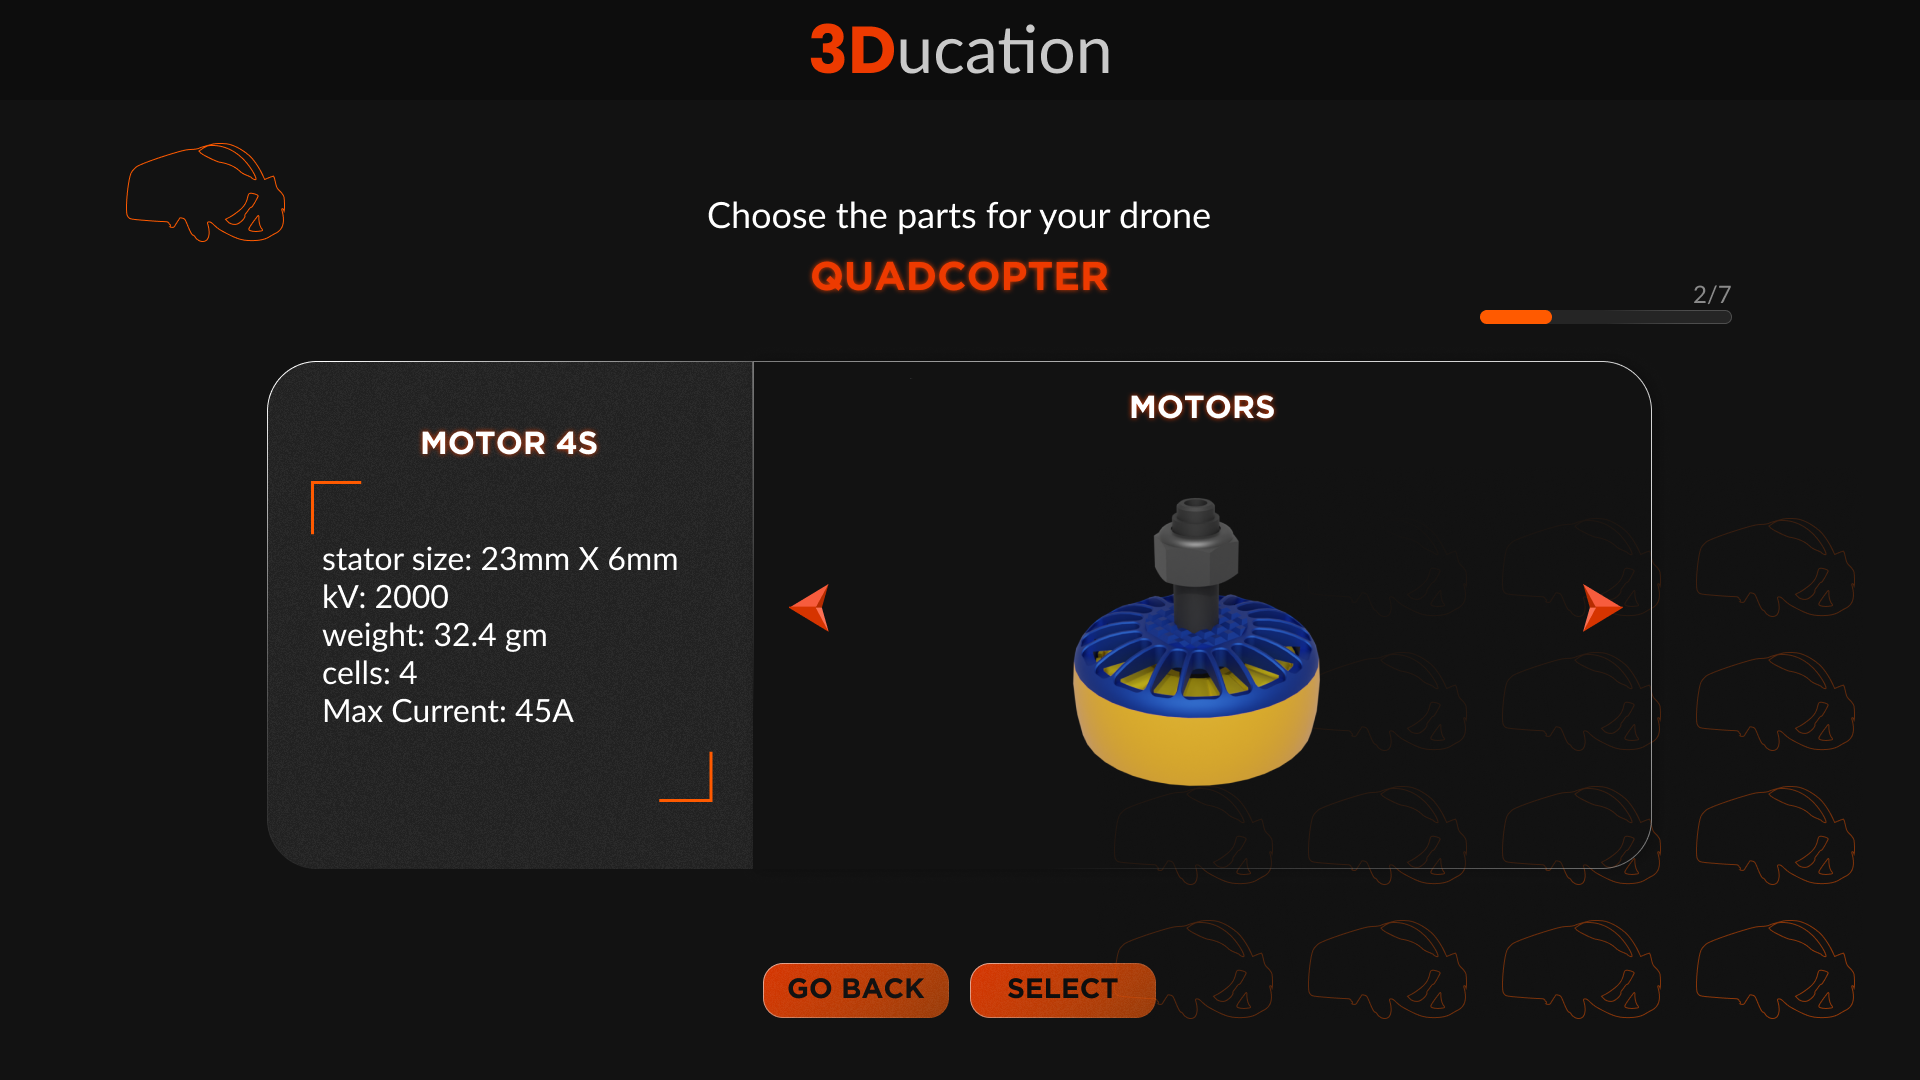 3Ducation
Choose the parts for your drone
QUADCOPTER
2/7
MOTORS
MOTOR 4S
stator size: 23mm X 6mm
kV: 2000
weight: 32.4 gm
cells: 4
Max Current: 45A
GO BACK
SELECT